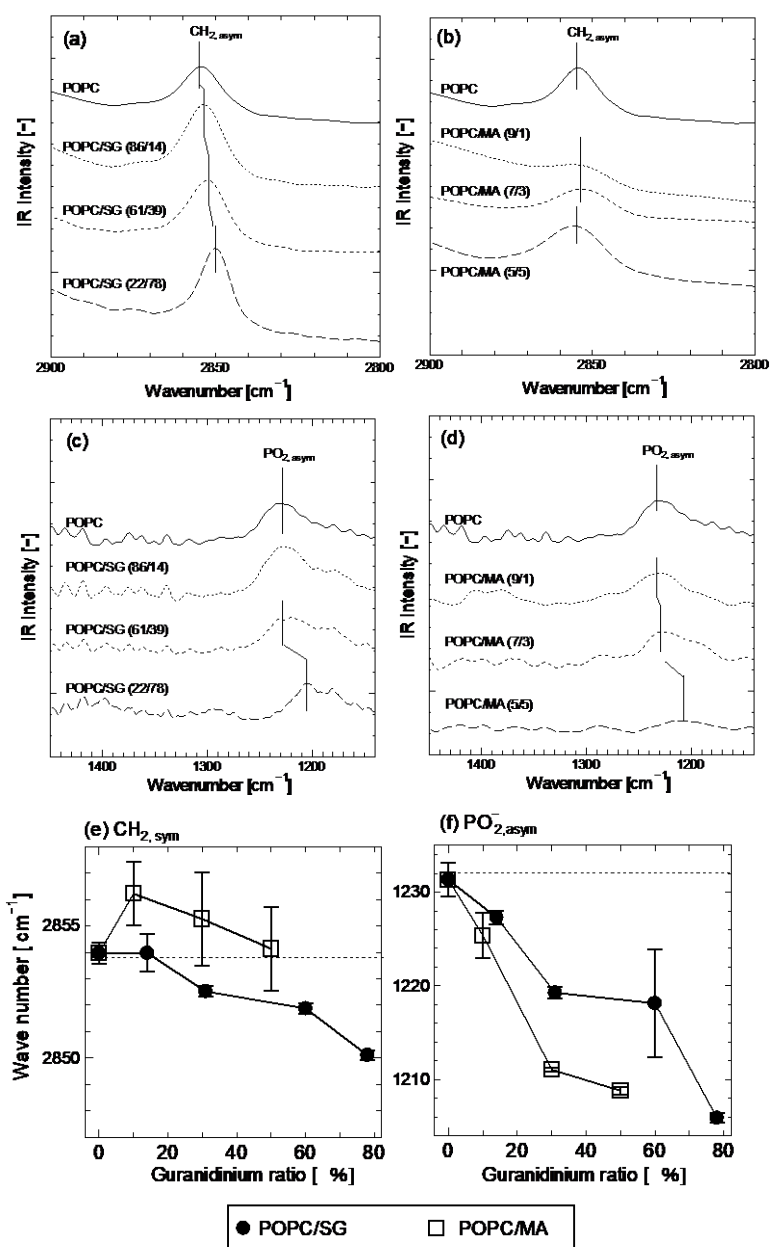 (a)
CH2, asym
POPC
POPC/SG (86/14)
POPC/SG (61/39)
POPC/SG (22/78)
IR Intensity [–]
2900 2850 2800
Wavenumber [cm−1]
(b)
CH2, asym
POPC
POPC/MA (9/1)
POPC/MA (7/3)
POPC/MA (5/5)
IR Intensity [–]
2900 2850 2800
Wavenumber [cm−1]
(c)
PO2, asym
POPC
POPC/SG (86/14)
POPC/SG (61/39)
POPC/SG (22/78)
IR Intensity [–]
1400 1300 1200
Wavenumber [cm−1]
(d)
PO2, asym
POPC
POPC/MA (9/1)
POPC/MA (7/3)
POPC/MA (5/5)
IR Intensity [–]
1400 1300 1200
Wavenumber [cm−1]
(e) CH2, sym
Wave number [ cm−1]
2855
2850
0 20 40 60 80
Guranidinium ratio [ %]
(f) PO−2,asym
1230
1220
1210
0 20 40 60 80
Guranidinium ratio [ %]
POPC/SG POPC/MA